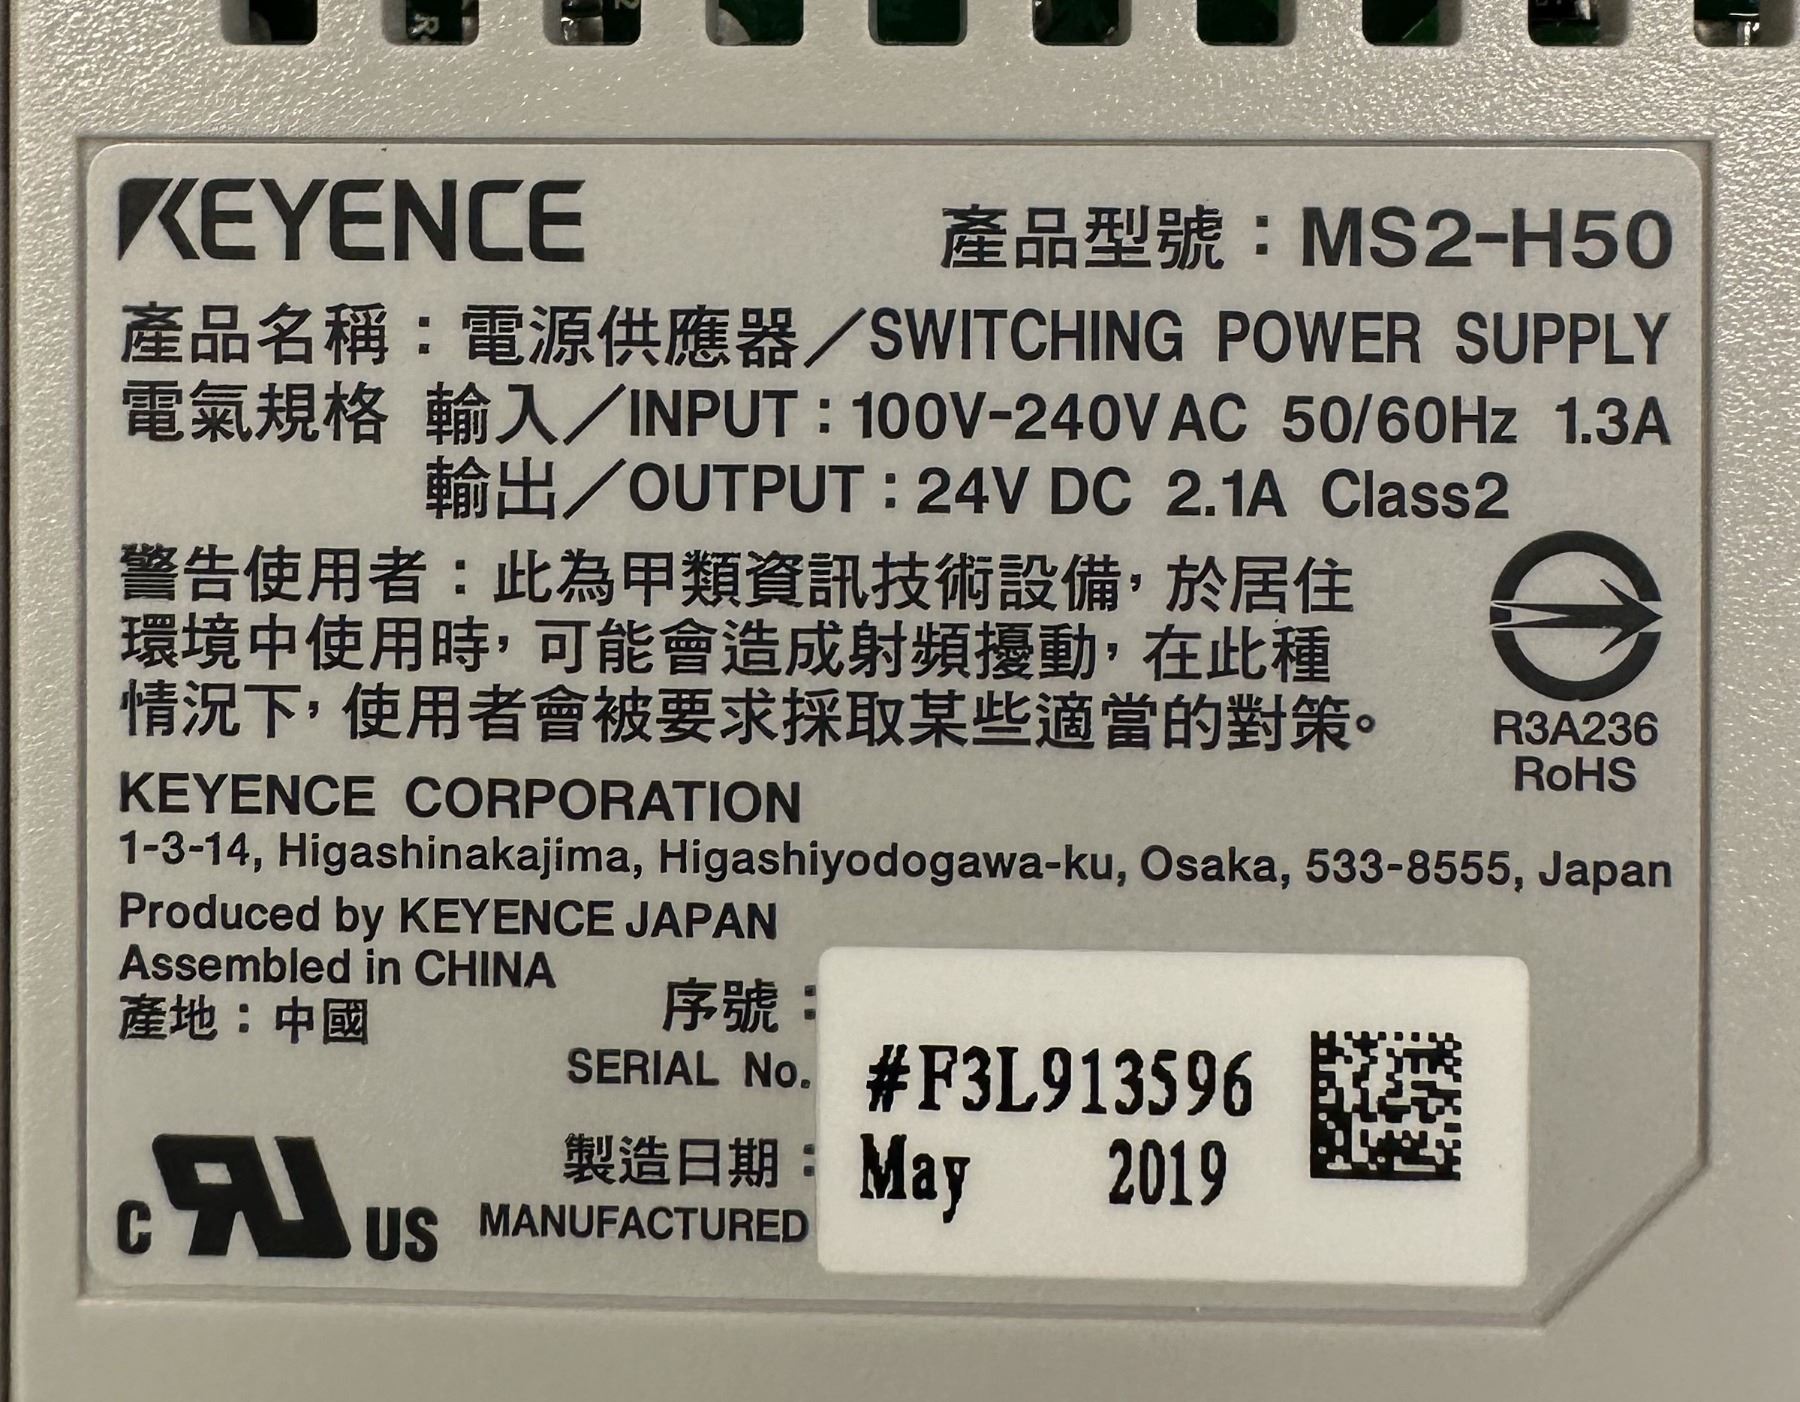 KEYENCE
產品型號：MS2-H50
產品名稱：電源供應器／SWITCHING POWER SUPPLY
電氣規格 輸入／INPUT：100V-240V AC 50/60Hz 1.3A
輸出／OUTPUT：24V DC 2.1A Class2
警告使用者：此為甲類資訊技術設備，於居住
環境中使用時，可能會造成射頻擾動，在此種
情況下，使用者會被要求採取某些適當的對策。
R3A236
RoHS
KEYENCE CORPORATION
1-3-14, Higashinakajima, Higashiyodogawa-ku, Osaka, 533-8555, Japan
Produced by KEYENCE JAPAN
Assembled in CHINA
產地：中國
序號：
SERIAL No.
#F3L913596
製造日期：
MANUFACTURED
May 2019
C RU US